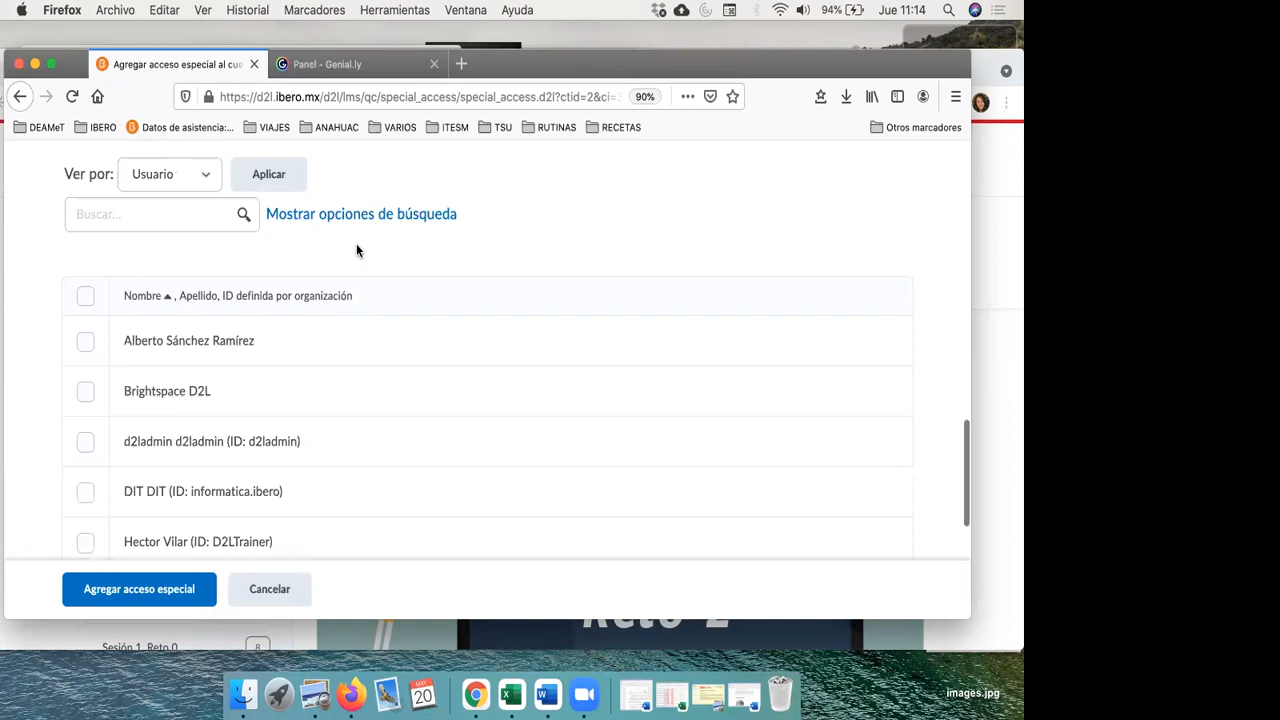 Firefox Archivo Editar Ver Historial Marcadores Herramientas Ventana Ayuda 94% Jue 11:14
Agregar acceso especial al cue
Panel - Genial.ly
https://d2l.ibero.mx/d2l/lms/qc/special_access/special_access.d2l?ctid=2&ci=
90%
DEAMeT IBERO Datos de asistencia:... VIAJES ANAHUAC VARIOS ITESM TSU RUTINAS RECETAS Otros marcadores
Ver por: Usuario Aplicar
Buscar... Mostrar opciones de búsqueda
Nombre , Apellido, ID definida por organización
Alberto Sánchez Ramírez
Brightspace D2L
d2ladmin d2ladmin (ID: d2ladmin)
DIT DIT (ID: informatica.ibero)
Hector Vilar (ID: D2LTrainer)
Agregar acceso especial Cancelar
Reto 2
Sesión 1. Reto 0 8
MAY
20
images.jpg